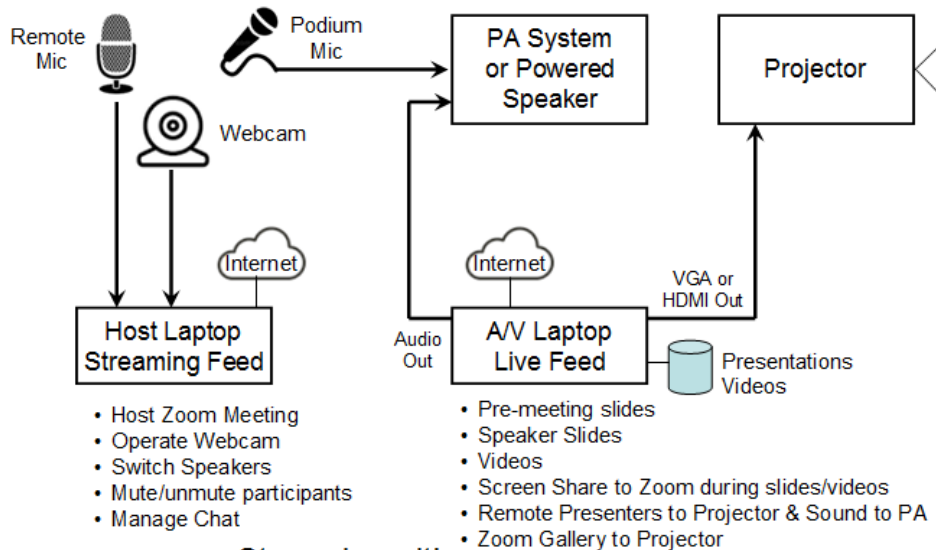 Remote
Mic
Podium
Mic
PA System
or Powered
Speaker
Projector
Webcam
Internet
Internet
VGA or
HDMI Out
Host Laptop
Streaming Feed
Audio
Out
A/V Laptop
Live Feed
Presentations
Videos
• Host Zoom Meeting
• Operate Webcam
• Switch Speakers
• Mute/unmute participants
• Manage Chat
• Pre-meeting slides
• Speaker Slides
• Videos
• Screen Share to Zoom during slides/videos
• Remote Presenters to Projector & Sound to PA
• Zoom Gallery to Projector